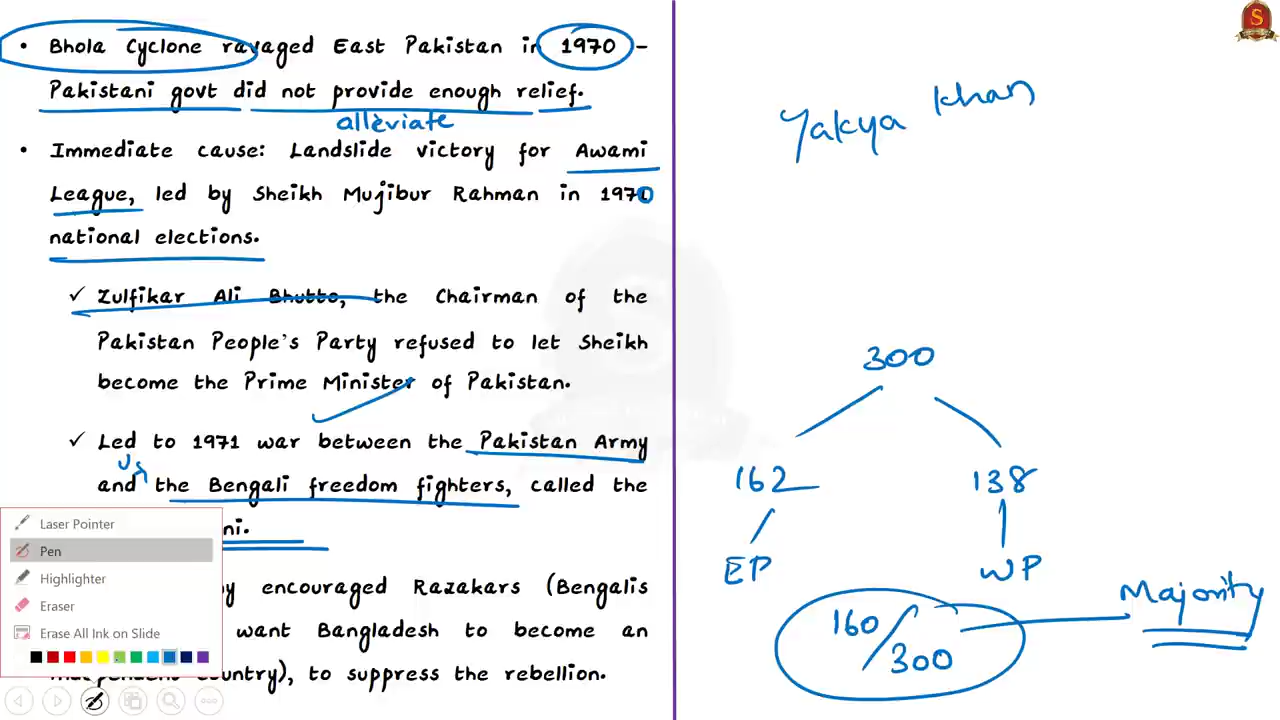 • Bhola Cyclone ravaged East Pakistan in 1970 –
Pakistani govt did not provide enough relief.
alleviate
• Immediate cause: Landslide victory for Awami
League, led by Sheikh Mujibur Rahman in 1970
national elections.
✓ Zulfikar Ali Bhutto, the Chairman of the
Pakistan People's Party refused to let Sheikh
become the Prime Minister of Pakistan.
✓ Led to 1971 war between the Pakistan Army
vs
and the Bengali freedom fighters, called the
ni.
y encouraged Razakars (Bengalis
want Bangladesh to become an
country), to suppress the rebellion.
Laser Pointer
Pen
Highlighter
Eraser
Erase All Ink on Slide
Yakya Khan
300
162 138
EP WP
160/300 Majority
S